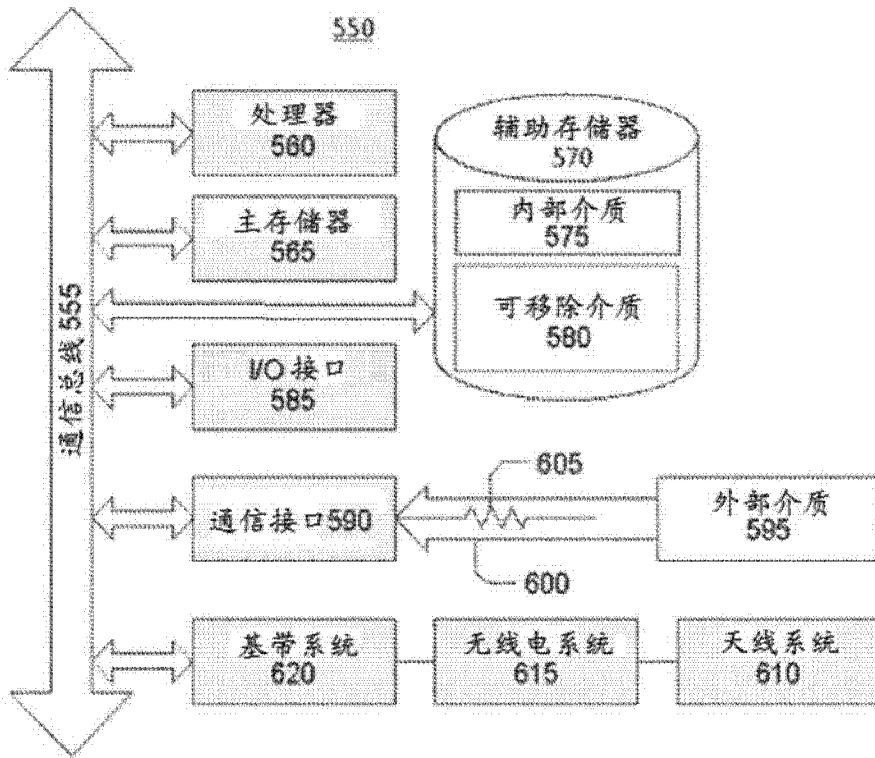 550
处理器
560
辅助存储器
570
主存储器
565
内部介质
575
可移除介质
580
通信总线 555
I/O 接口
585
605
通信接口590
外部介质
595
600
基带系统
620
无线电系统
615
天线系统
610